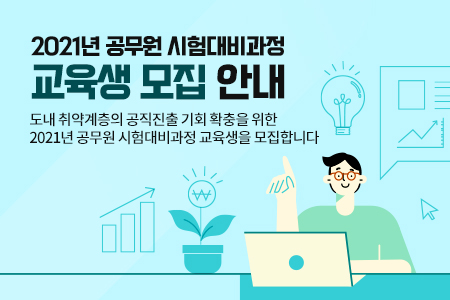 2021년 공무원 시험대비과정
교육생 모집 안내
도내 취약계층의 공직진출 기회 확충을 위한
2021년 공무원 시험대비과정 교육생을 모집합니다
₩